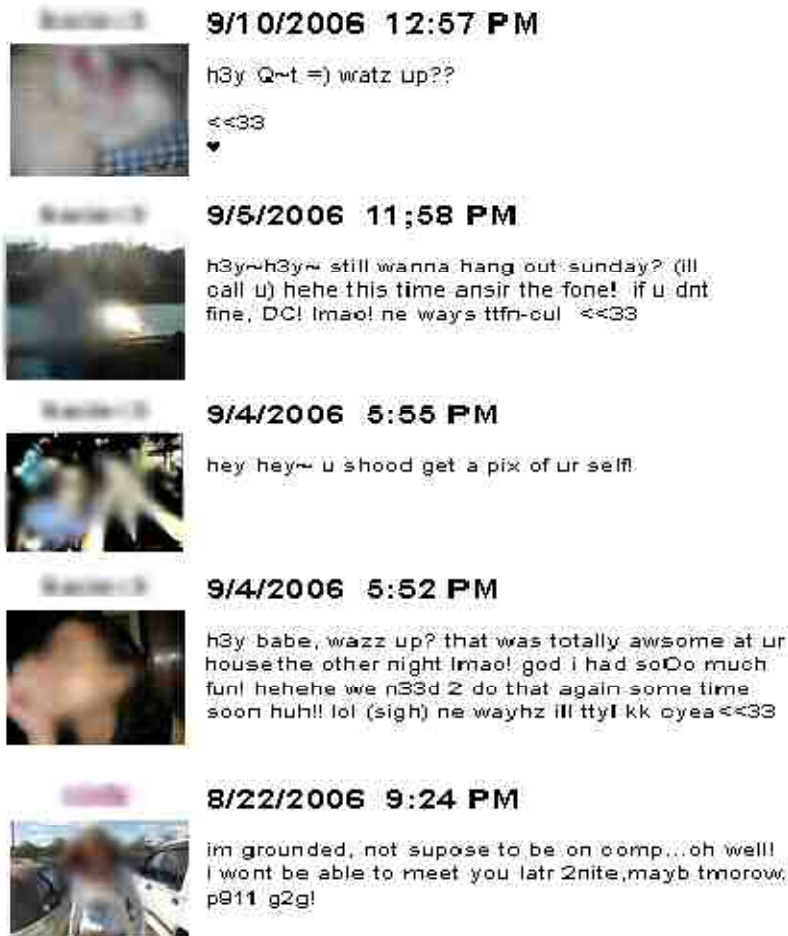 9/10/2006 12:57 PM
h3y Q~t =) watz up??
<<33
♥
9/5/2006 11;58 PM
h3y~h3y~ still wanna hang out sunday? (ill
call u) hehe this time ansir the fone! if u dnt
fine, DC! lmao! ne ways ttfn-cul <<33
9/4/2006 5:55 PM
hey hey~ u shood get a pix of ur self!
9/4/2006 5:52 PM
h3y babe, wazz up? that was totally awsome at ur
house the other night lmao! god i had soOo much
fun! hehehe we n33d 2 do that again some time
soon huh!! lol (sigh) ne wayhz ill ttyl kk cyea<<33
8/22/2006 9:24 PM
im grounded, not supose to be on comp...oh well!
i wont be able to meet you latr 2nite,mayb tmorow.
p911 g2g!